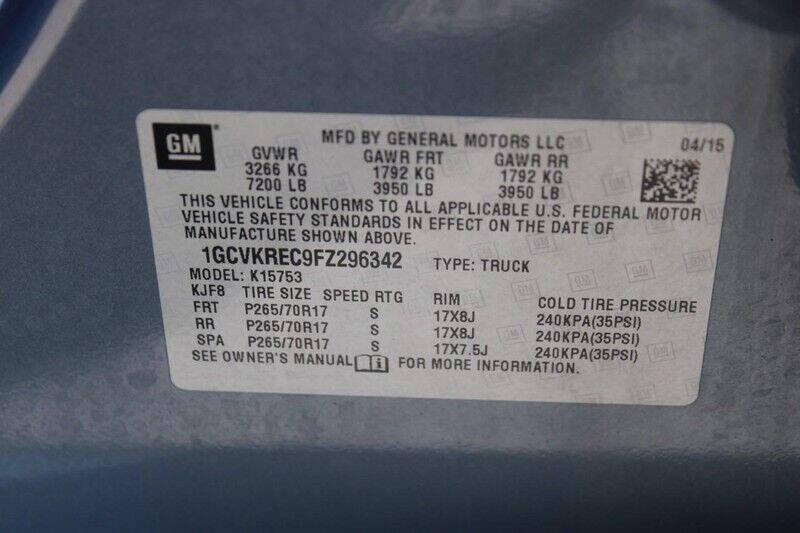 GM
MFD BY GENERAL MOTORS LLC
04/15
GVWR GAWR FRT GAWR RR
3266 KG 1792 KG 1792 KG
7200 LB 3950 LB 3950 LB
THIS VEHICLE CONFORMS TO ALL APPLICABLE U.S. FEDERAL MOTOR
VEHICLE SAFETY STANDARDS IN EFFECT ON THE DATE OF
MANUFACTURE SHOWN ABOVE.
1GCVKREC9FZ296342 TYPE: TRUCK
MODEL: K15753
KJF8 TIRE SIZE SPEED RTG RIM COLD TIRE PRESSURE
FRT P265/70R17 S 17X8J 240KPA(35PSI)
RR P265/70R17 S 17X8J 240KPA(35PSI)
SPA P265/70R17 S 17X7.5J 240KPA(35PSI)
SEE OWNER'S MANUAL FOR MORE INFORMATION.